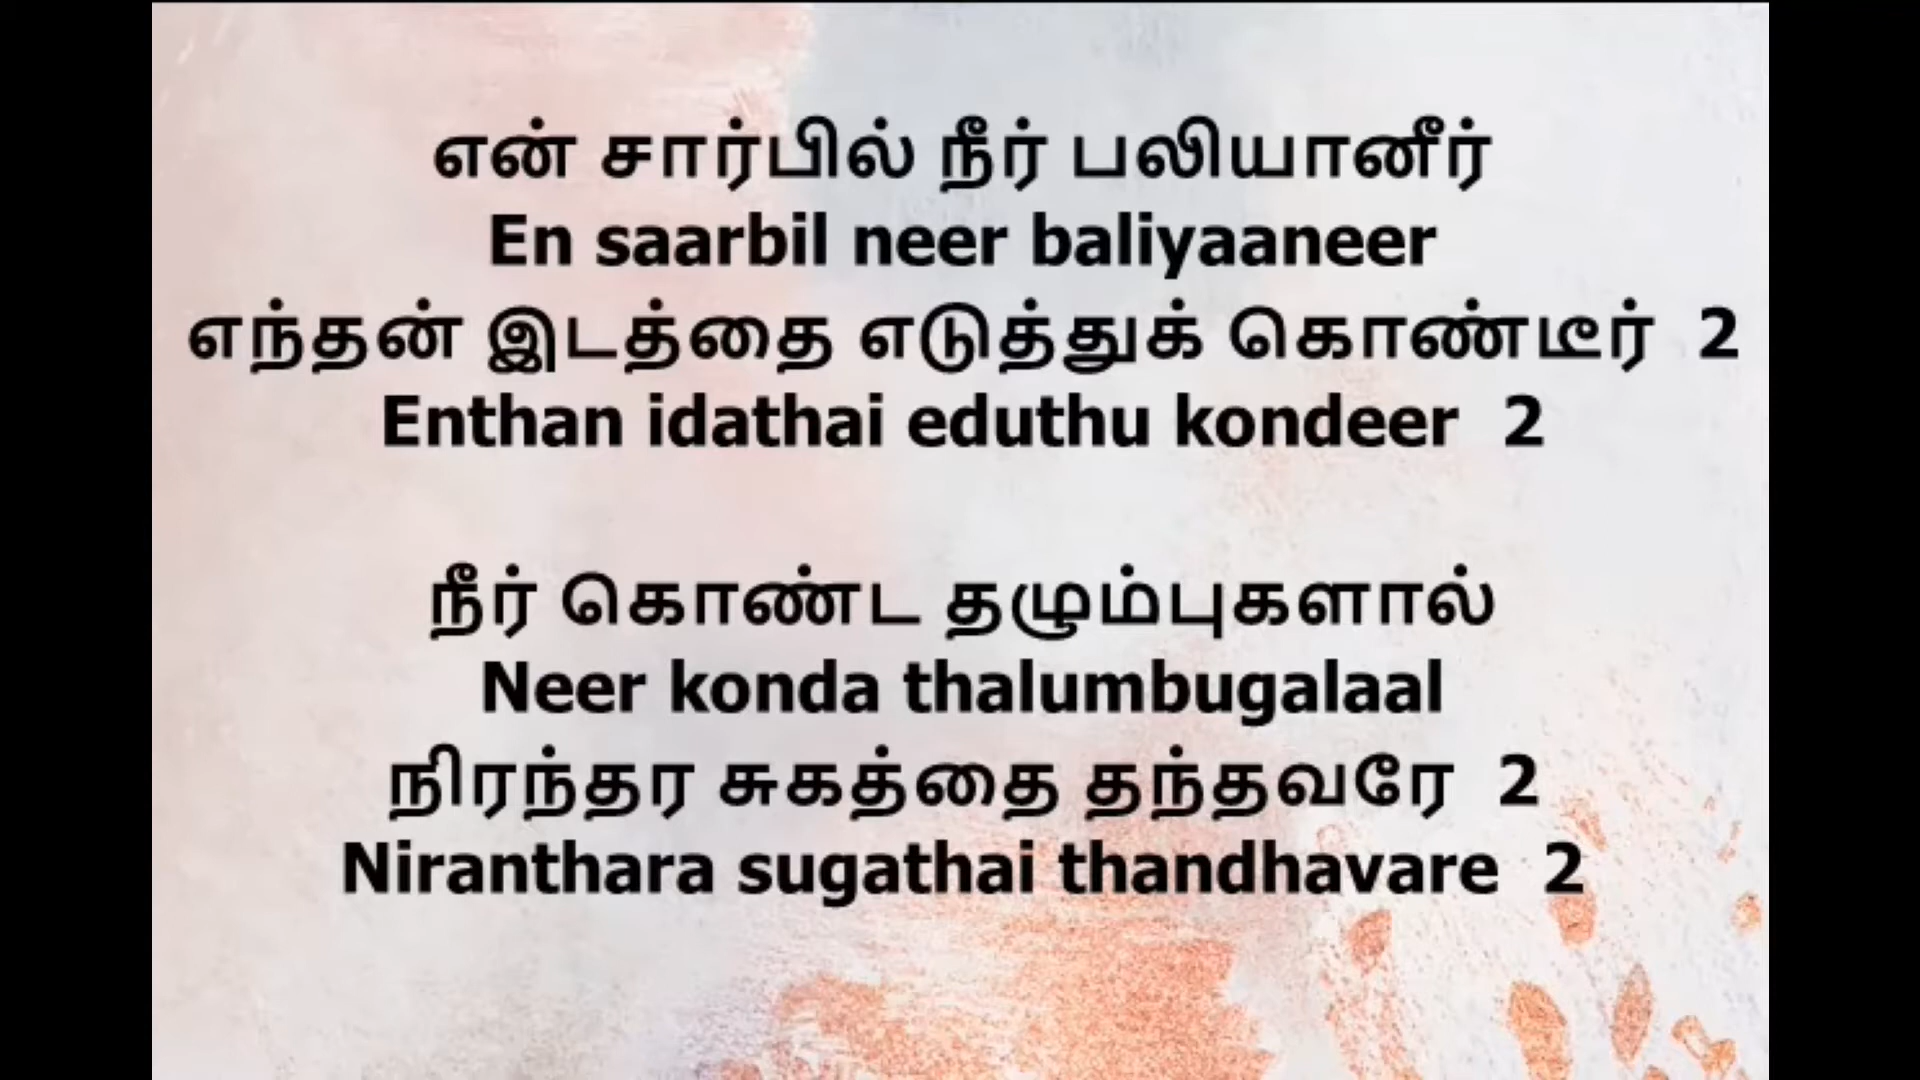 என் சார்பில் நீர் பலியானீர்
En saarbil neer baliyaaneer
எந்தன் இடத்தை எடுத்துக் கொண்டீர் 2
Enthan idathai eduthu kondeer 2
நீர் கொண்ட தழும்புகளால்
Neer konda thalumbugalaal
நிரந்தர சுகத்தை தந்தவரே 2
Niranthara sugathai thandhavare 2